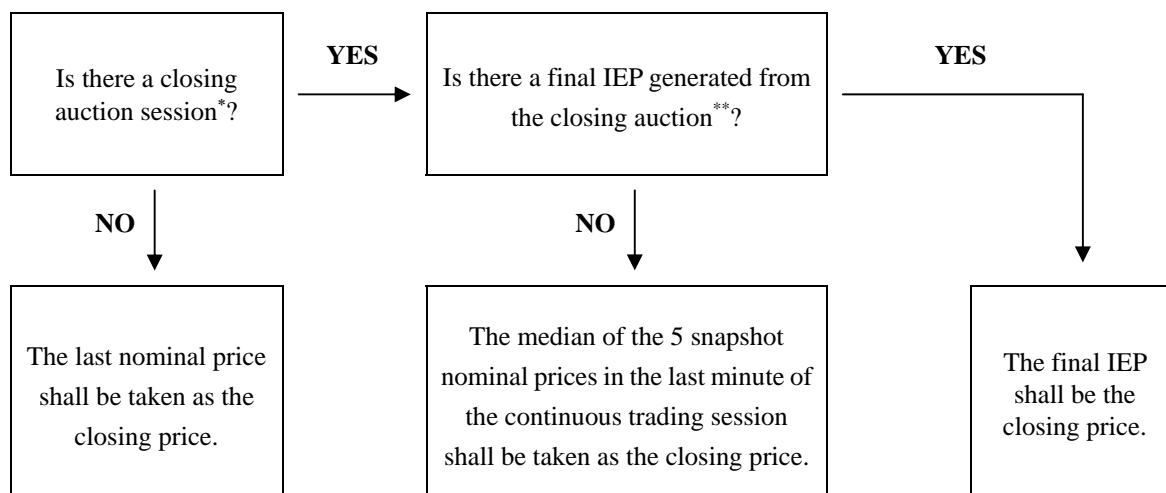 Is there a closing
auction session*?
YES
Is there a final IEP generated from
the closing auction**?
YES
NO
NO
The last nominal price
shall be taken as the
closing price.
The median of the 5 snapshot
nominal prices in the last minute of
the continuous trading session
shall be taken as the closing price.
The final IEP
shall be the
closing price.